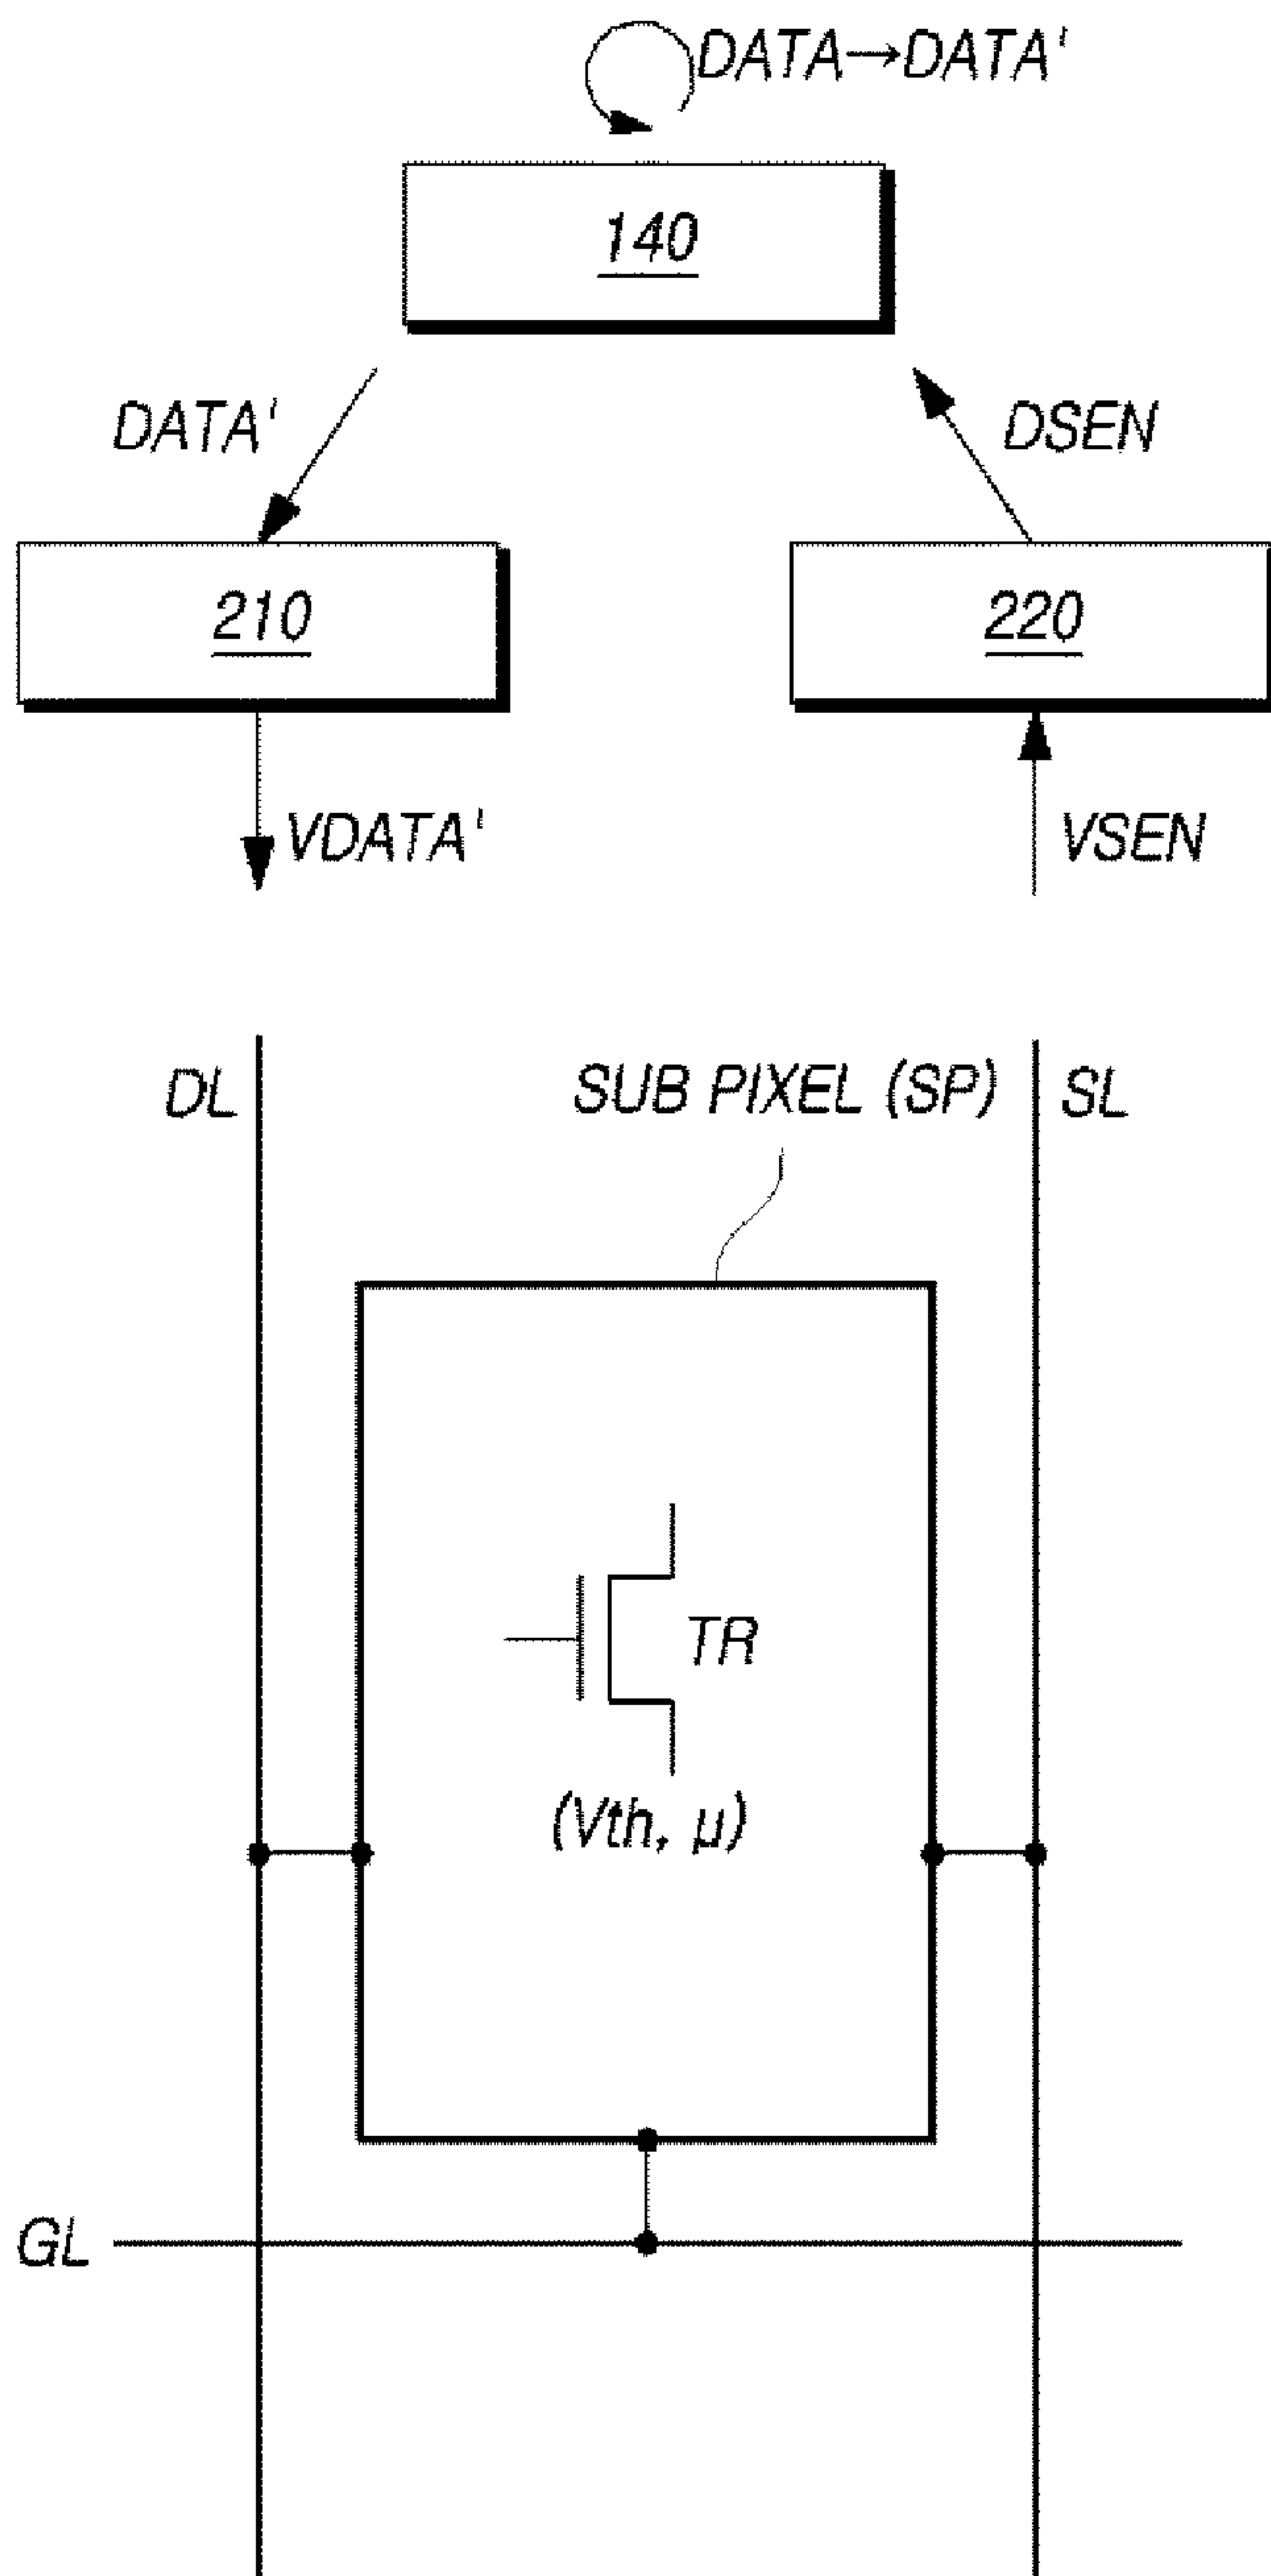 DATA→DATA'
140
DATA'
DSEN
210
220
VDATA'
VSEN
DL
SUB PIXEL (SP)
SL
TR
(Vth, μ)
GL